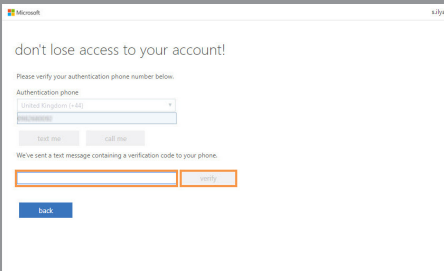 Microsoft
don't lose access to your account!
Please verify your authentication phone number below.
Authentication phone
United Kingdom (+44)
text me call me
We've sent a text message containing a verification code to your phone.
verify
back